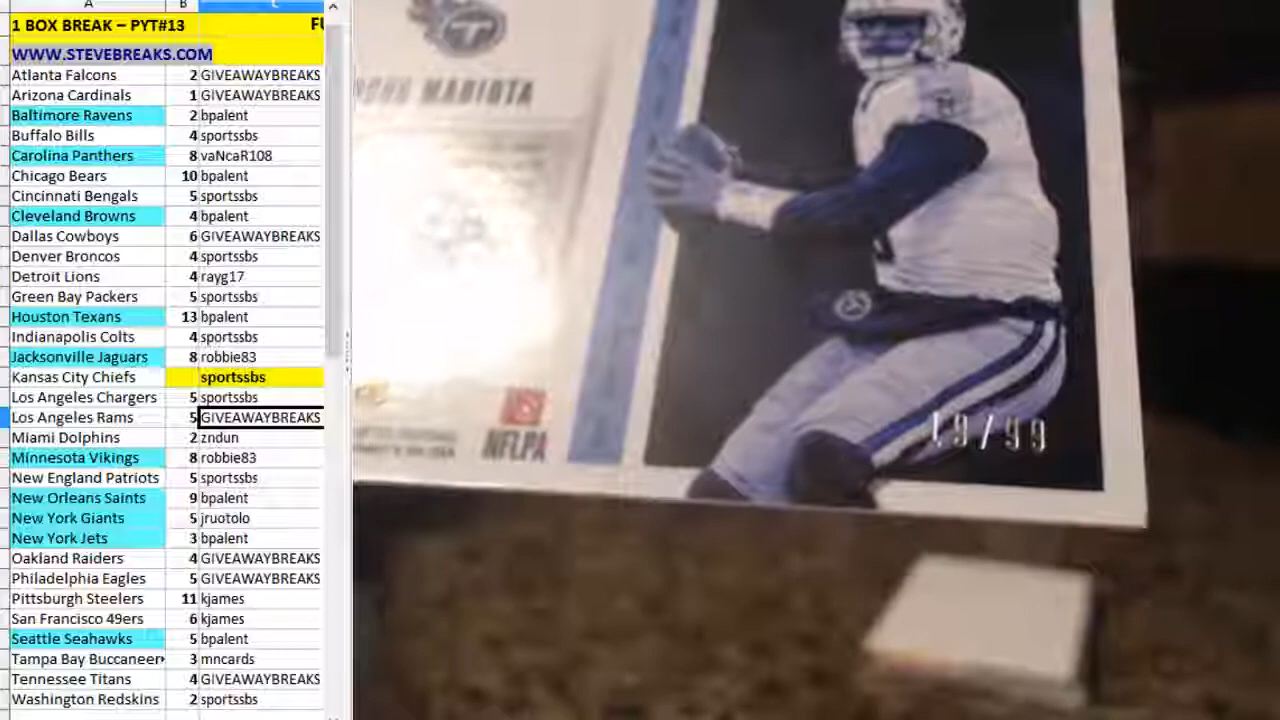 A B C
1 BOX BREAK – PYT#13 FU
WWW.STEVEBREAKS.COM
Atlanta Falcons 2 GIVEAWAYBREAKS
Arizona Cardinals 1 GIVEAWAYBREAKS
Baltimore Ravens 2 bpalent
Buffalo Bills 4 sportssbs
Carolina Panthers 8 vaNcaR108
Chicago Bears 10 bpalent
Cincinnati Bengals 5 sportssbs
Cleveland Browns 4 bpalent
Dallas Cowboys 6 GIVEAWAYBREAKS
Denver Broncos 4 sportssbs
Detroit Lions 4 rayg17
Green Bay Packers 5 sportssbs
Houston Texans 13 bpalent
Indianapolis Colts 4 sportssbs
Jacksonville Jaguars 8 robbie83
Kansas City Chiefs sportssbs
Los Angeles Chargers 5 sportssbs
Los Angeles Rams 5 GIVEAWAYBREAKS
Miami Dolphins 2 zndun
Minnesota Vikings 8 robbie83
New England Patriots 5 sportssbs
New Orleans Saints 9 bpalent
New York Giants 5 jruotolo
New York Jets 3 bpalent
Oakland Raiders 4 GIVEAWAYBREAKS
Philadelphia Eagles 5 GIVEAWAYBREAKS
Pittsburgh Steelers 11 kjames
San Francisco 49ers 6 kjames
Seattle Seahawks 5 bpalent
Tampa Bay Buccaneer 3 mncards
Tennessee Titans 4 GIVEAWAYBREAKS
Washington Redskins 2 sportssbs
MARIOTA
NFLPA
19/99